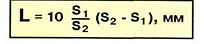 L = 10 S₁/S₂ (S₂ - S₁), мм